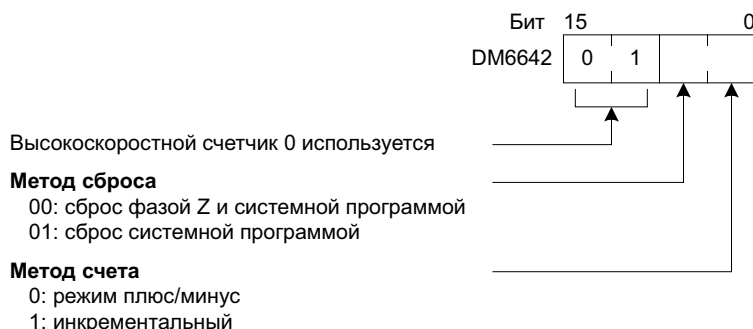 Бит 15 0
DM6642 0 1
Высокоскоростной счетчик 0 используется
Метод сброса
00: сброс фазой Z и системной программой
01: сброс системной программой
Метод счета
0: режим плюс/минус
1: инкрементальный